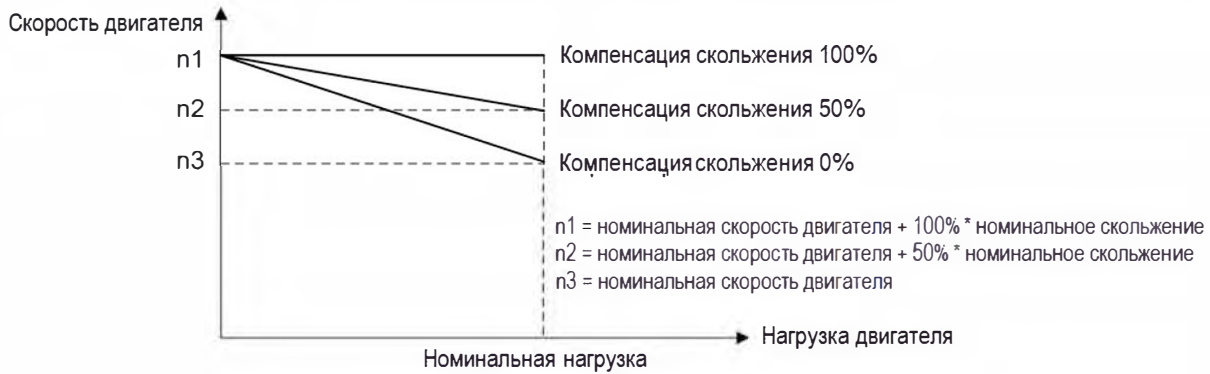 Скорость двигателя
n1
Компенсация скольжения 100%
n2
Компенсация скольжения 50%
n3
Компенсация скольжения 0%
n1 = номинальная скорость двигателя + 100% * номинальное скольжение
n2 = номинальная скорость двигателя + 50% * номинальное скольжение
n3 = номинальная скорость двигателя
Нагрузка двигателя
Номинальная нагрузка